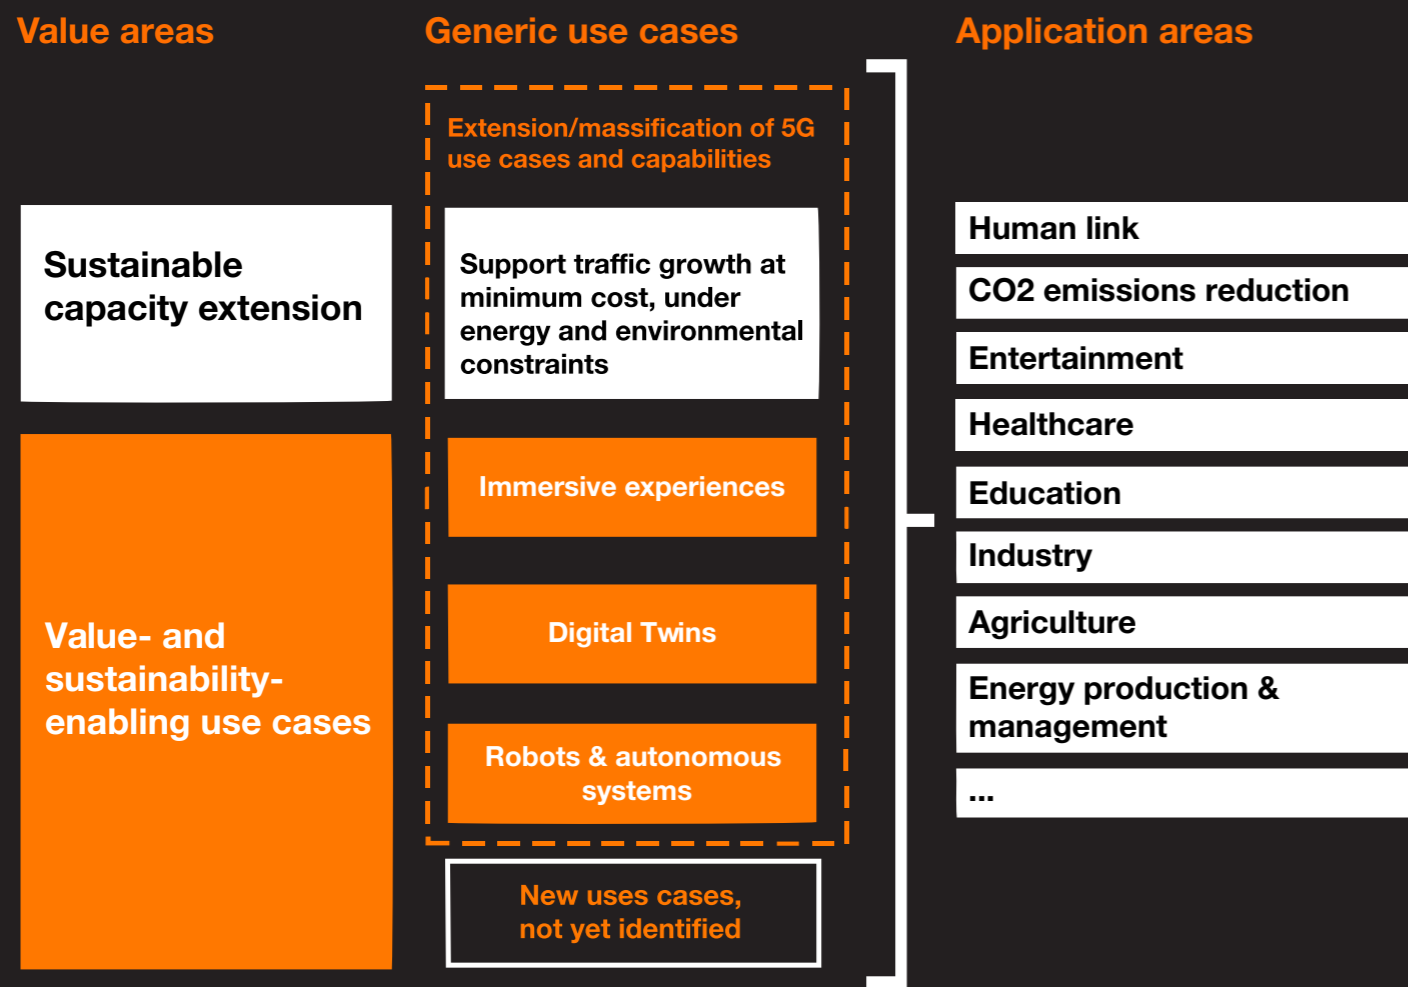 Value areas
Generic use cases
Application areas
Extension/massification of 5G
use cases and capabilities
Sustainable
capacity extension
Support traffic growth at
minimum cost, under
energy and environmental
constraints
Value- and
sustainability-
enabling use cases
Immersive experiences
Digital Twins
Robots & autonomous
systems
New uses cases,
not yet identified
Human link
CO2 emissions reduction
Entertainment
Healthcare
Education
Industry
Agriculture
Energy production &
management
...